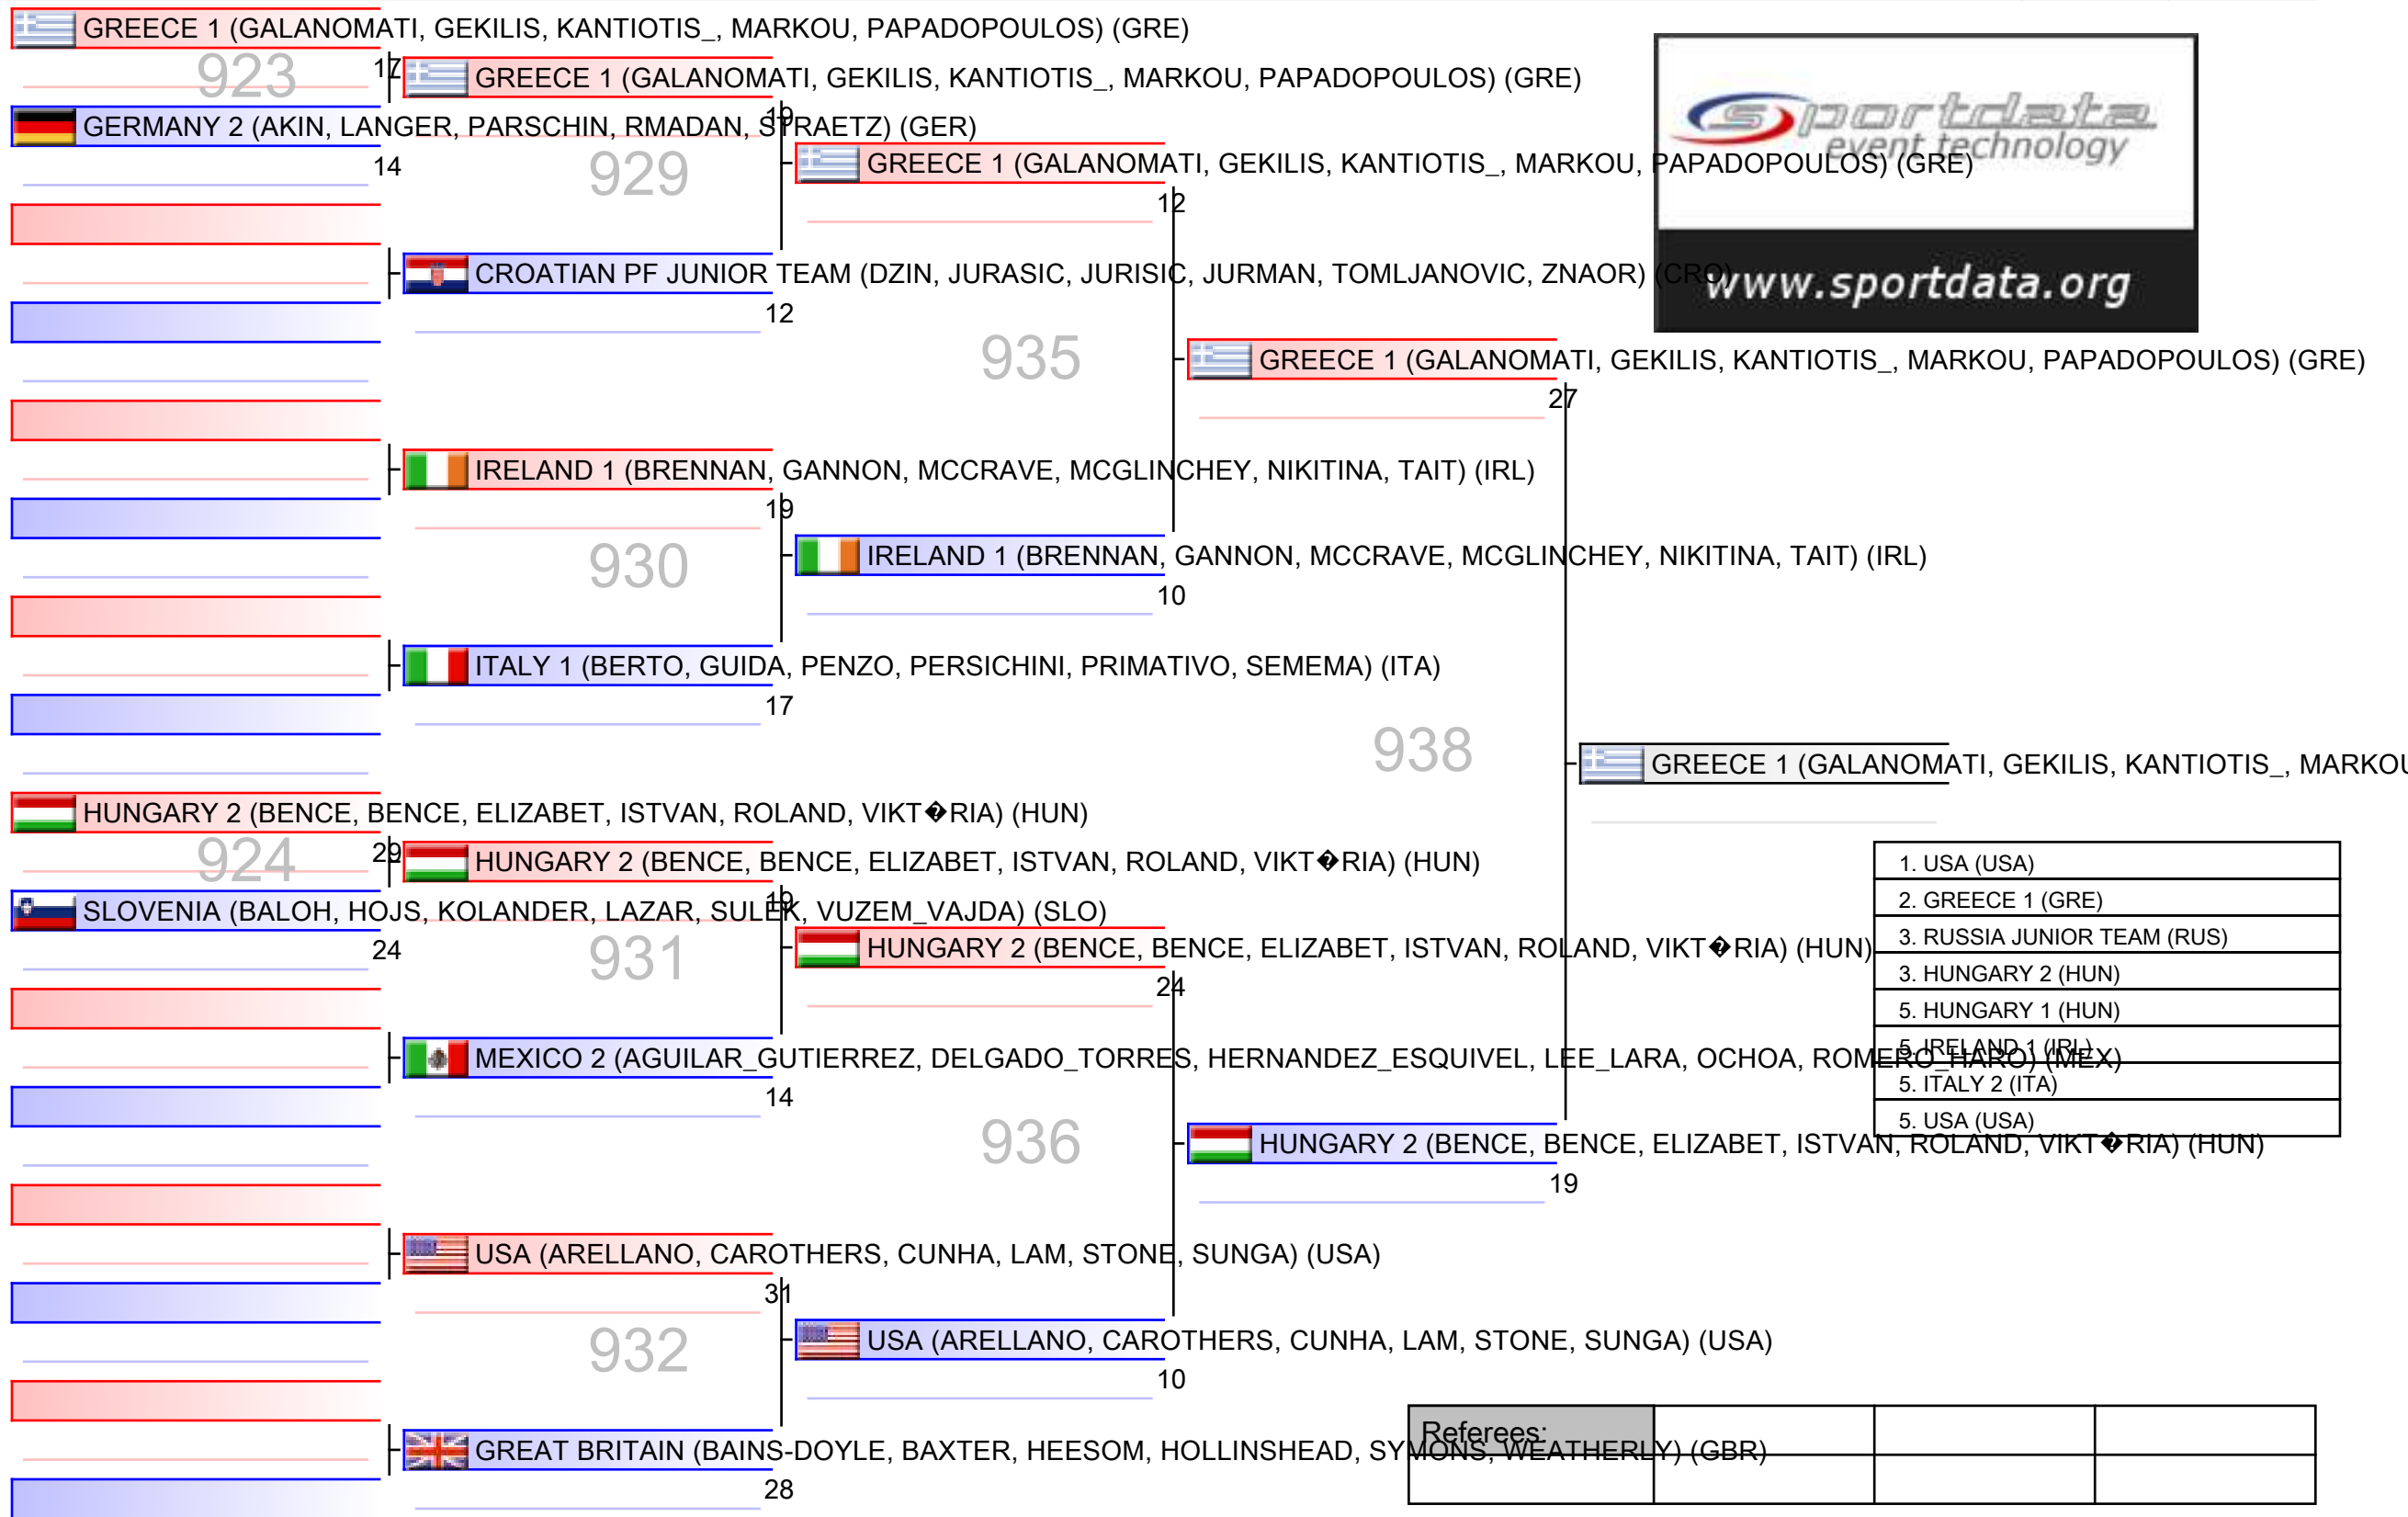 GREECE 1 (GALANOMATI, GEKILIS, KANTIOTIS_, MARKOU, PAPADOPOULOS) (GRE)
923
17
GREECE 1 (GALANOMATI, GEKILIS, KANTIOTIS_, MARKOU, PAPADOPOULOS) (GRE)
GERMANY 2 (AKIN, LANGER, PARSCHIN, RMADAN, STRAETZ) (GER)
19
14
929
GREECE 1 (GALANOMATI, GEKILIS, KANTIOTIS_, MARKOU, PAPADOPOULOS) (GRE)
12
sportdata
event technology
www.sportdata.org
CROATIAN PF JUNIOR TEAM (DZIN, JURASIC, JURISIC, JURMAN, TOMLJANOVIC, ZNAOR) (CRO)
12
935
GREECE 1 (GALANOMATI, GEKILIS, KANTIOTIS_, MARKOU, PAPADOPOULOS) (GRE)
27
IRELAND 1 (BRENNAN, GANNON, MCCRAVE, MCGLINCHEY, NIKITINA, TAIT) (IRL)
19
930
IRELAND 1 (BRENNAN, GANNON, MCCRAVE, MCGLINCHEY, NIKITINA, TAIT) (IRL)
10
ITALY 1 (BERTO, GUIDA, PENZO, PERSICHINI, PRIMATIVO, SEMEMA) (ITA)
17
938
GREECE 1 (GALANOMATI, GEKILIS, KANTIOTIS_, MARKOU
HUNGARY 2 (BENCE, BENCE, ELIZABET, ISTVAN, ROLAND, VIKT�RIA) (HUN)
924
29
HUNGARY 2 (BENCE, BENCE, ELIZABET, ISTVAN, ROLAND, VIKT�RIA) (HUN)
SLOVENIA (BALOH, HOJS, KOLANDER, LAZAR, SULEK, VUZEM_VAJDA) (SLO)
19
24
931
HUNGARY 2 (BENCE, BENCE, ELIZABET, ISTVAN, ROLAND, VIKT�RIA) (HUN)
24
MEXICO 2 (AGUILAR_GUTIERREZ, DELGADO_TORRES, HERNANDEZ_ESQUIVEL, LEE_LARA, OCHOA, ROMERO_HARO) (MEX)
14
936
HUNGARY 2 (BENCE, BENCE, ELIZABET, ISTVAN, ROLAND, VIKT�RIA) (HUN)
19
1. USA (USA)
2. GREECE 1 (GRE)
3. RUSSIA JUNIOR TEAM (RUS)
3. HUNGARY 2 (HUN)
5. HUNGARY 1 (HUN)
5. IRELAND 1 (IRL)
5. ITALY 2 (ITA)
5. USA (USA)
USA (ARELLANO, CAROTHERS, CUNHA, LAM, STONE, SUNGA) (USA)
31
932
USA (ARELLANO, CAROTHERS, CUNHA, LAM, STONE, SUNGA) (USA)
10
GREAT BRITAIN (BAINS-DOYLE, BAXTER, HEESOM, HOLLINSHEAD, SYMONS, WEATHERLY) (GBR)
28
Referees: